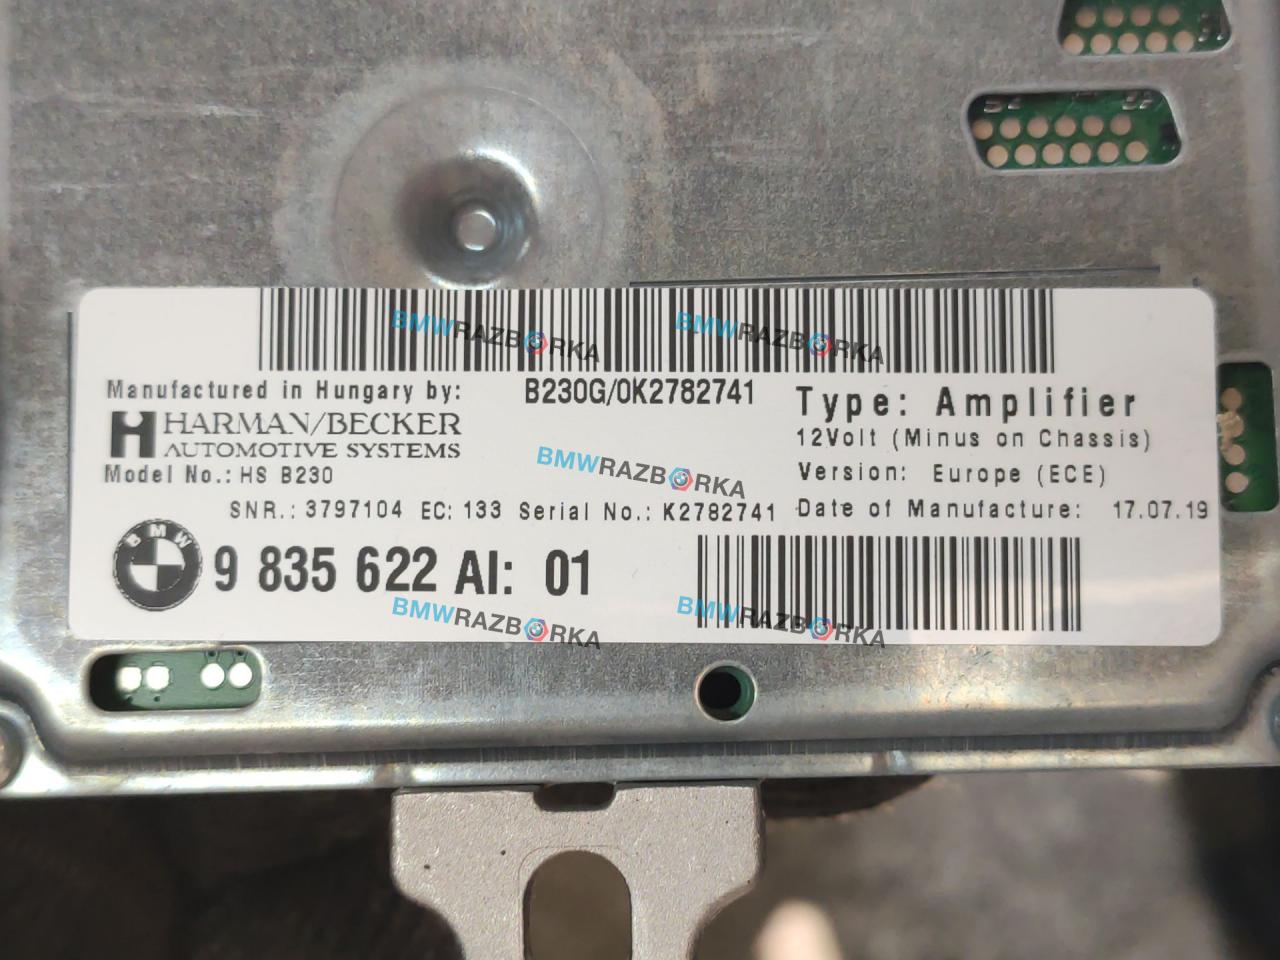 Manufactured in Hungary by:
B230G/0K2782741
HARMAN/BECKER
AUTOMOTIVE SYSTEMS
Model No.: HS B230
Type: Amplifier
12Volt (Minus on Chassis)
Version: Europe (ECE)
SNR.: 3797104 EC: 133 Serial No.: K2782741 Date of Manufacture: 17.07.19
BMW
9 835 622 AI: 01
BMWRAZBORKA
BMWRAZBORKA
BMWRAZBORKA
BMWRAZBORKA
BMWRAZBORKA